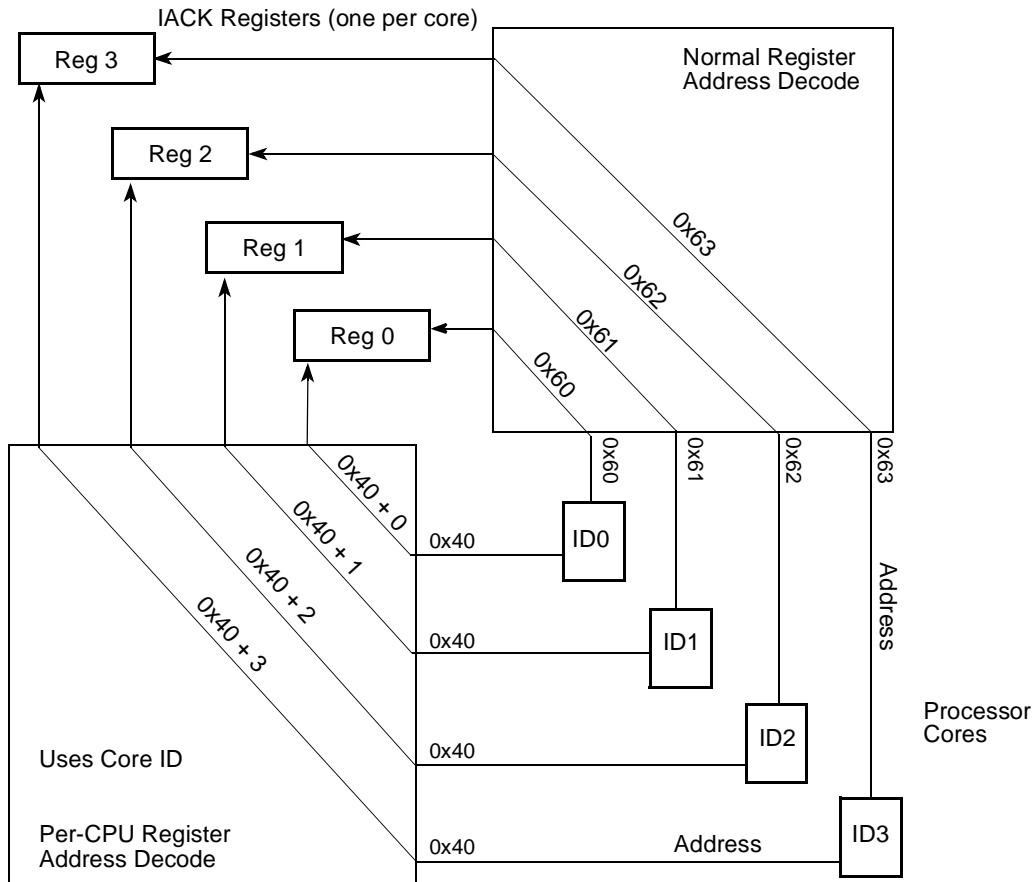 IACK Registers (one per core)
Reg 3
Normal Register
Address Decode
Reg 2
Reg 1
Reg 0
0x63
0x62
0x61
0x60
0x60
0x61
0x62
0x63
0x40 + 0
0x40 + 1
0x40 + 2
0x40 + 3
0x40
ID0
Address
0x40
ID1
0x40
ID2
Processor
Cores
Uses Core ID
Per-CPU Register
Address Decode
0x40
Address
ID3